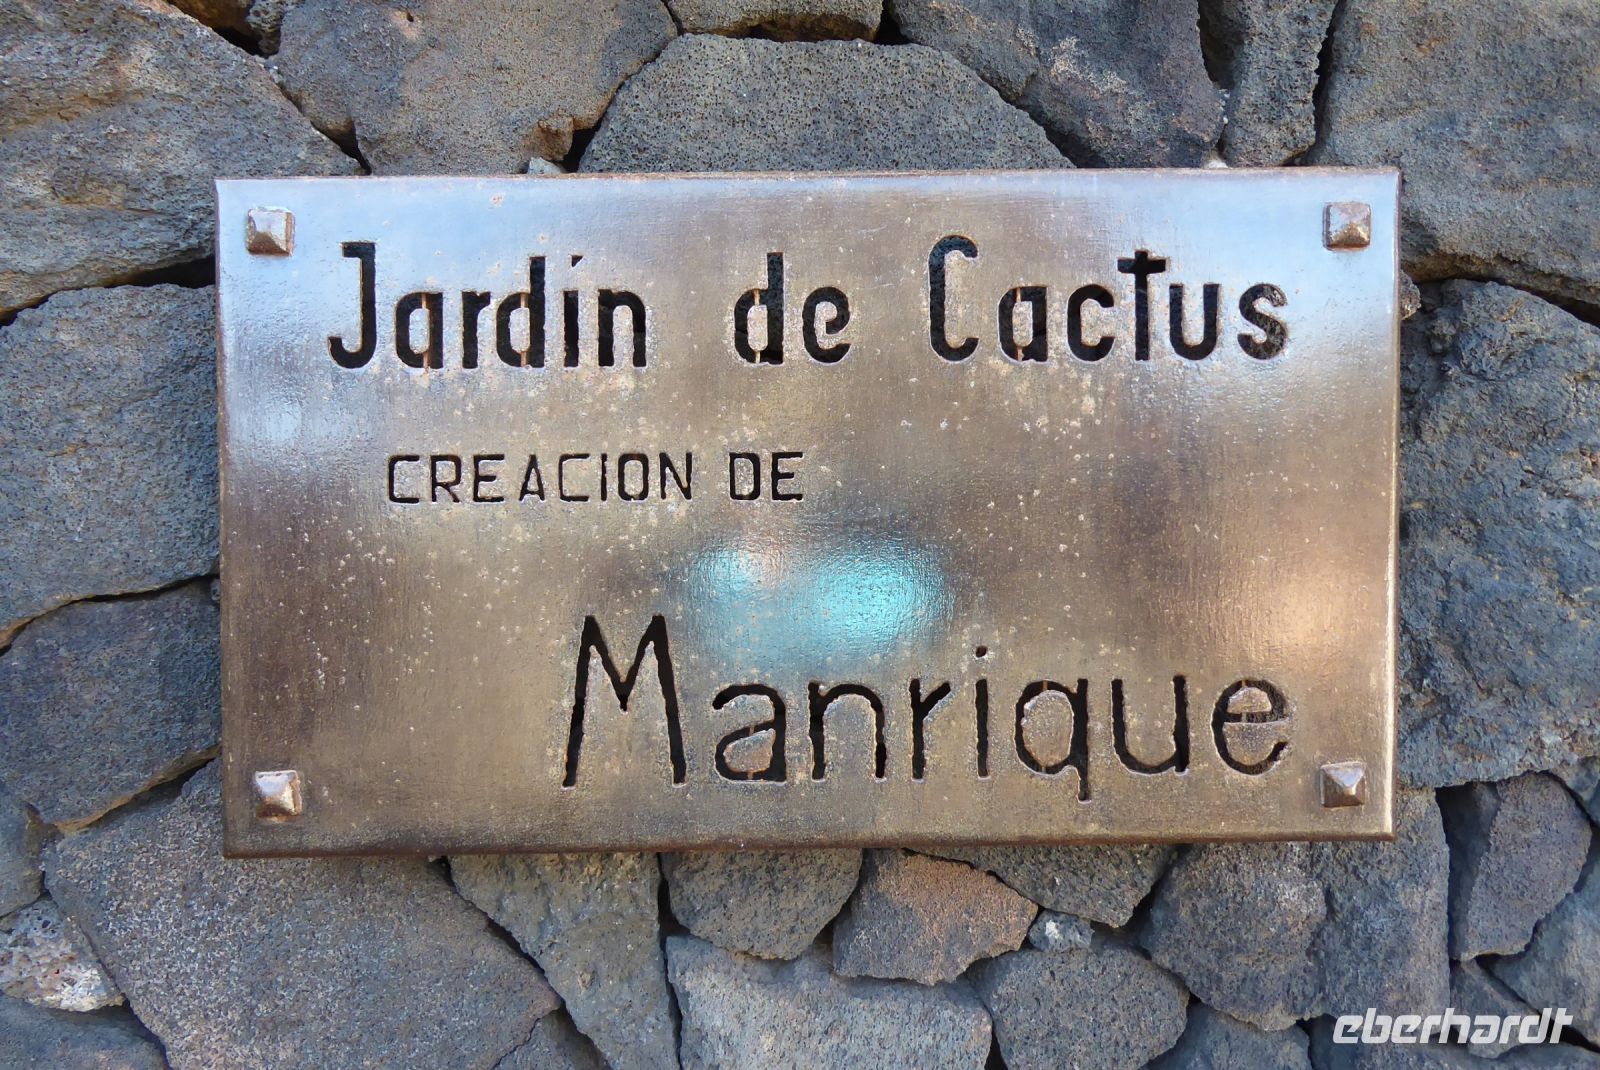 Jardín de Cactus
CREACION DE
Manrique
eberhardt